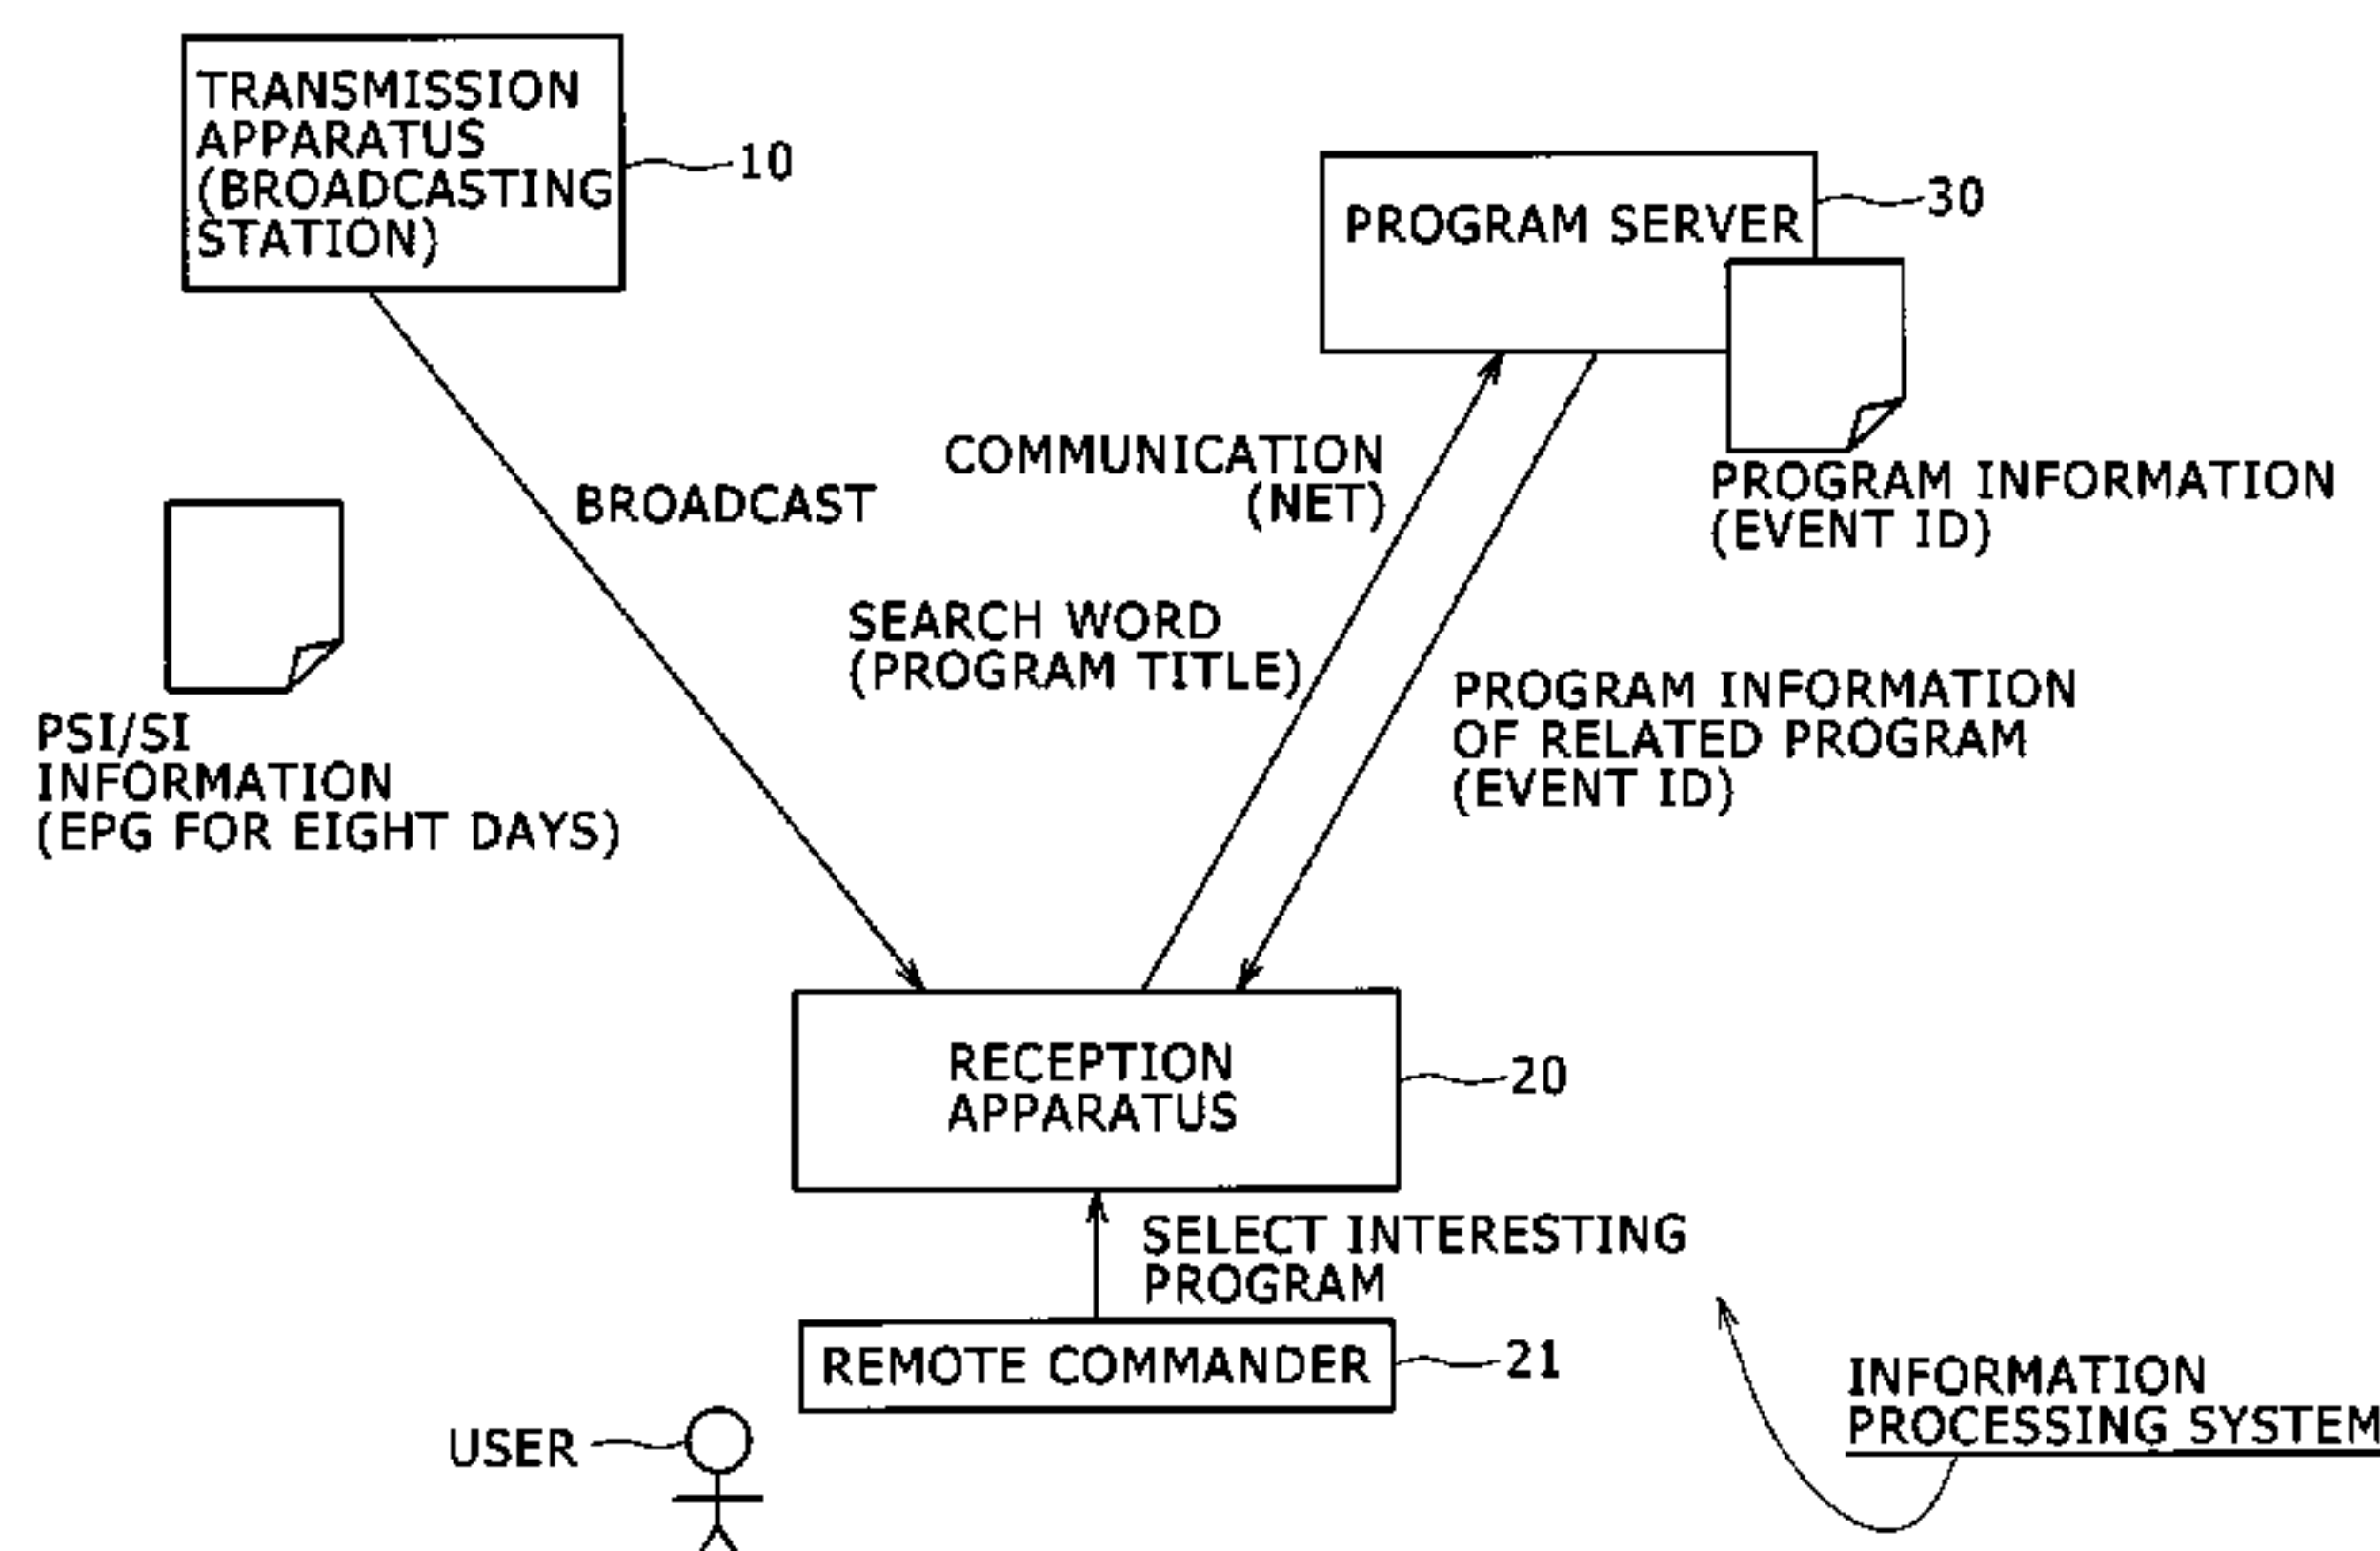 TRANSMISSION
APPARATUS
(BROADCASTING
STATION)
10
PROGRAM SERVER
30
PROGRAM INFORMATION
(EVENT ID)
COMMUNICATION
(NET)
BROADCAST
SEARCH WORD
(PROGRAM TITLE)
PROGRAM INFORMATION
OF RELATED PROGRAM
(EVENT ID)
PSI/SI
INFORMATION
(EPG FOR EIGHT DAYS)
RECEPTION
APPARATUS
20
SELECT INTERESTING
PROGRAM
REMOTE COMMANDER
21
USER
INFORMATION
PROCESSING SYSTEM